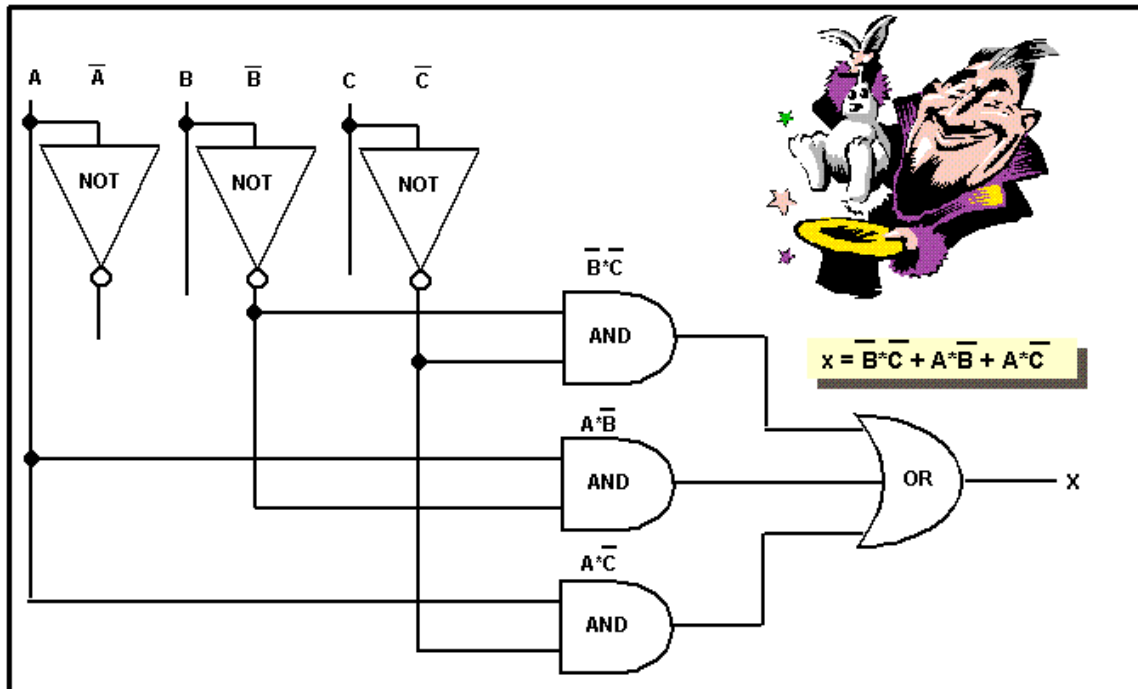 A A̅ B B̅ C C̅
NOT NOT NOT
B̅*C̅
AND
x = B̅*C̅ + A*B̅ + A*C̅
A*B̅
AND
OR
X
A*C̅
AND